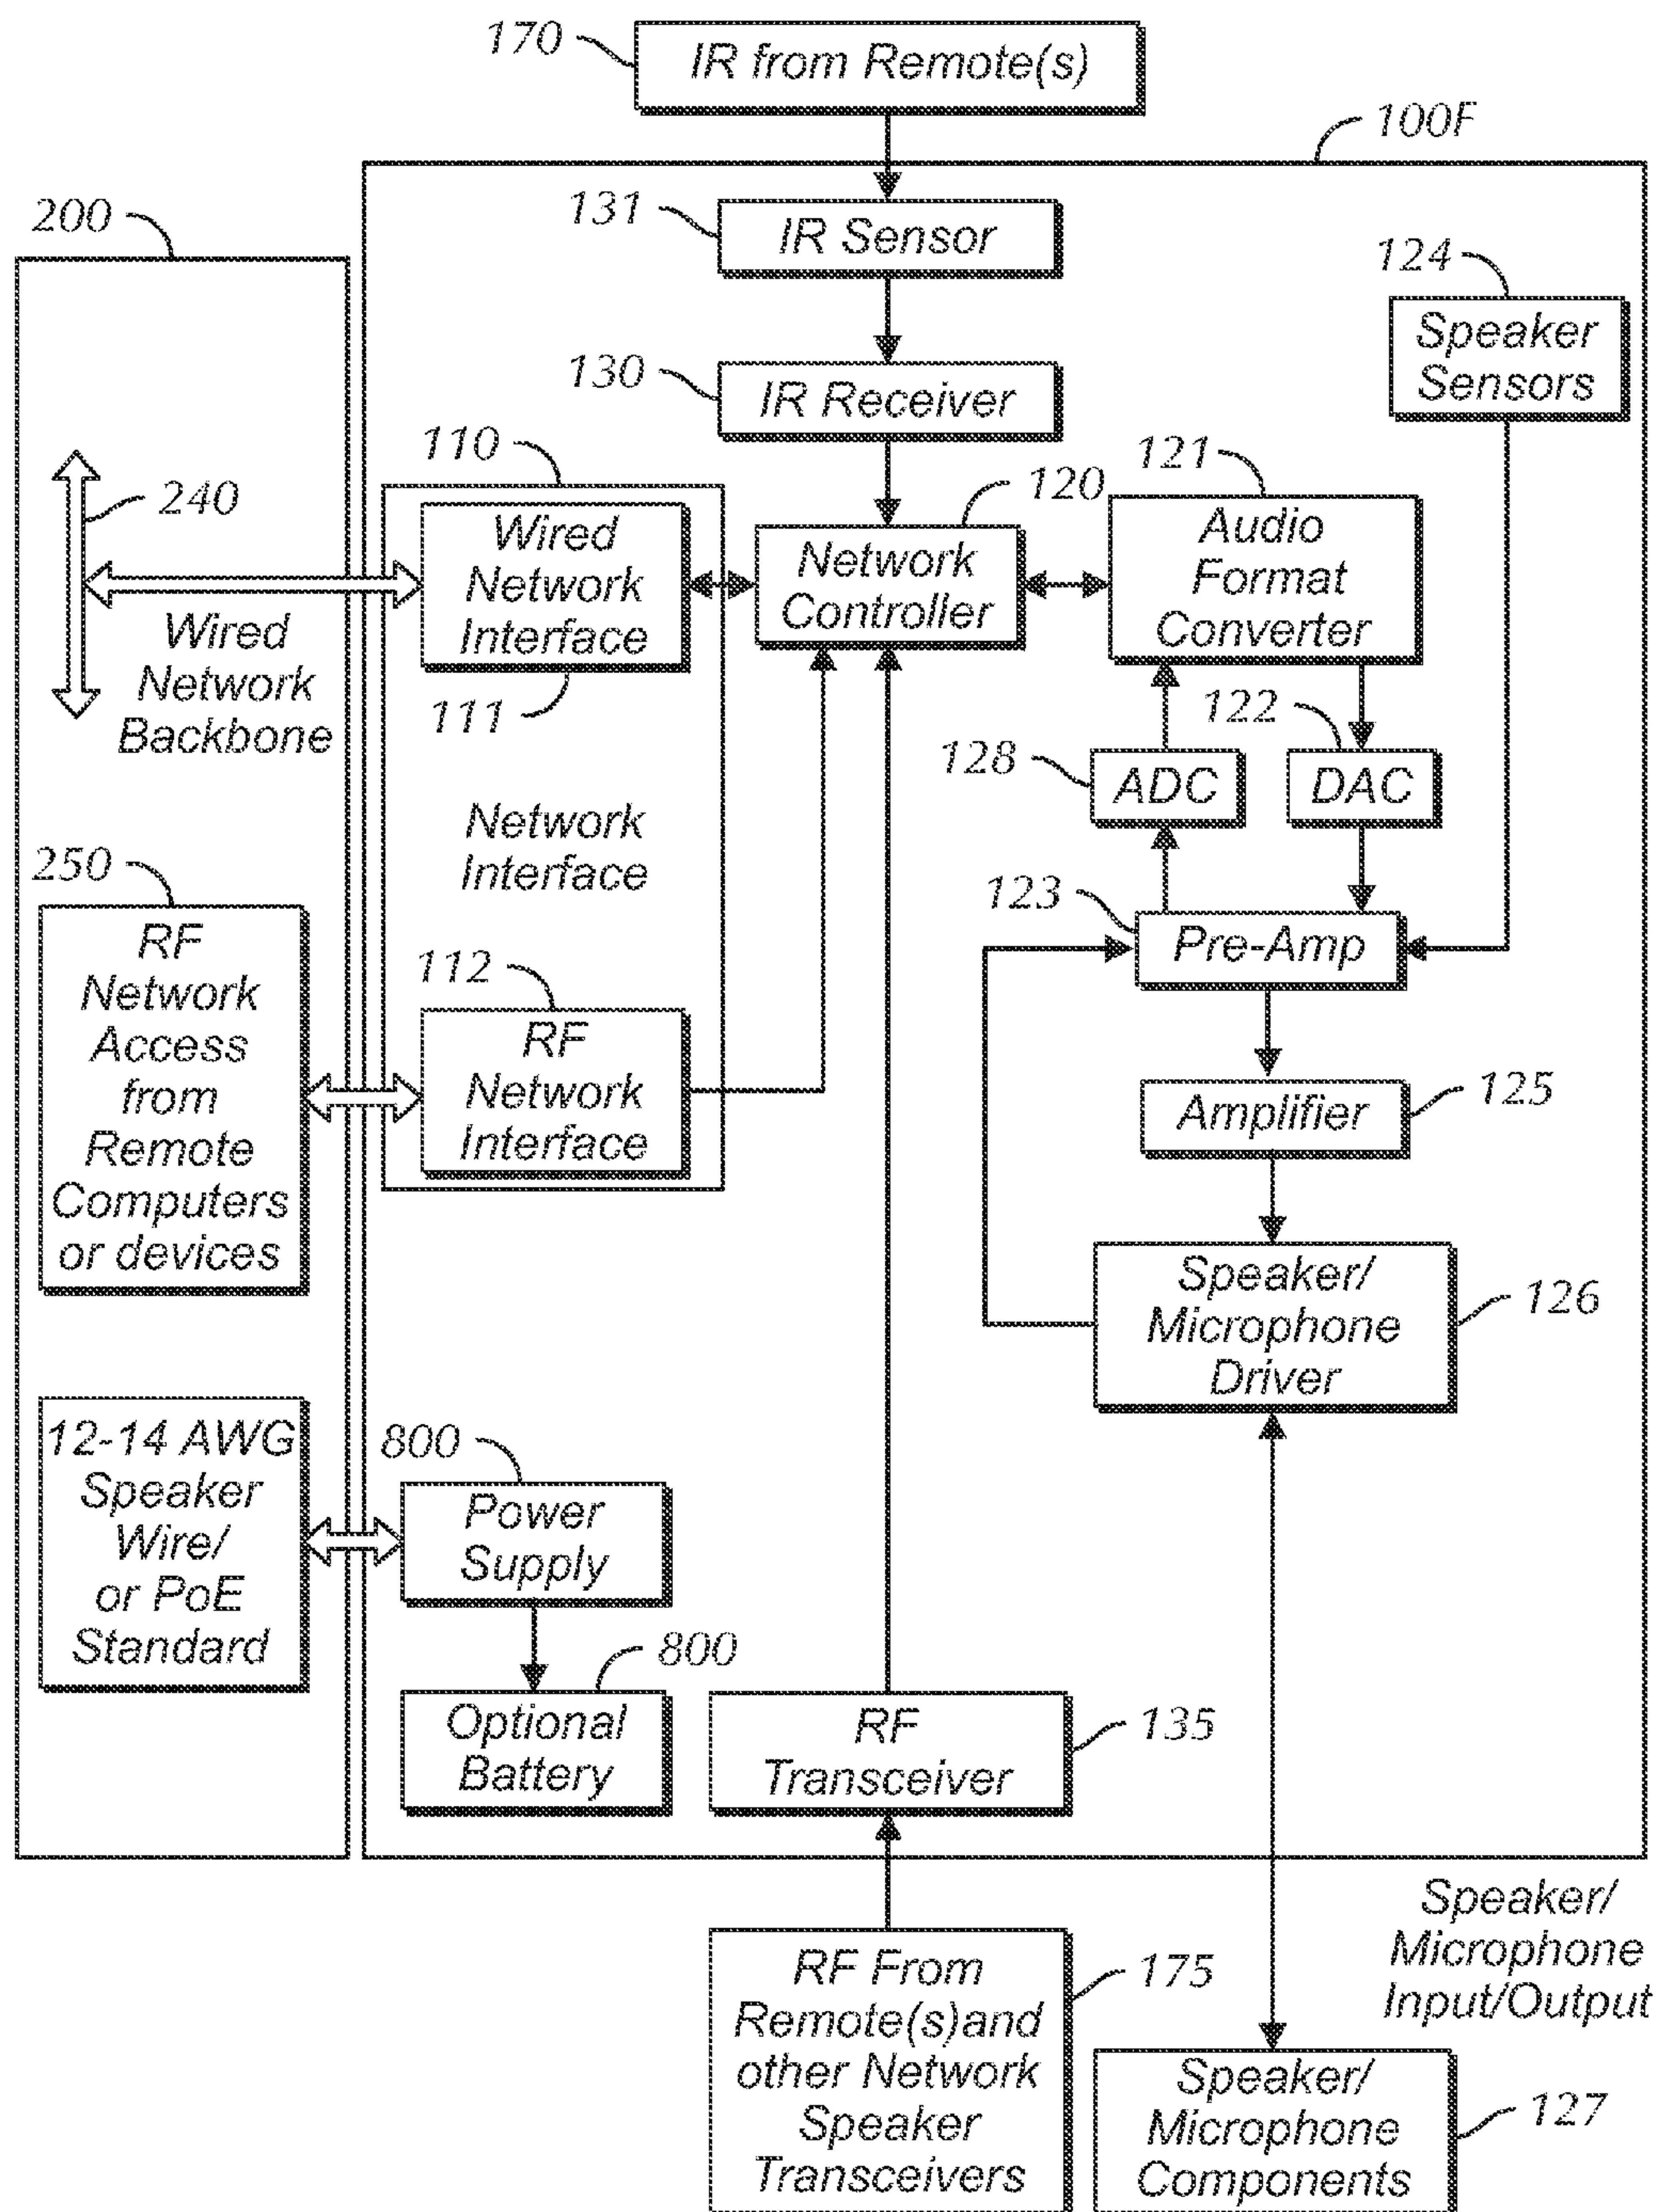 170
IR from Remote(s)
100F
200
131
IR Sensor
124
Speaker
Sensors
130
IR Receiver
110
240
Wired
Network
Interface
111
120
Network
Controller
121
Audio
Format
Converter
Wired
Network
Backbone
122
128
ADC
DAC
Network
Interface
250
RF
Network
Access
from
Remote
Computers
or devices
123
Pre-Amp
112
RF
Network
Interface
Amplifier
125
Speaker/
Microphone
Driver
126
12-14 AWG
Speaker
Wire/
or PoE
Standard
800
Power
Supply
800
Optional
Battery
RF
Transceiver
135
Speaker/
Microphone
Input/Output
RF From
Remote(s)and
other Network
Speaker
Transceivers
175
Speaker/
Microphone
Components
127